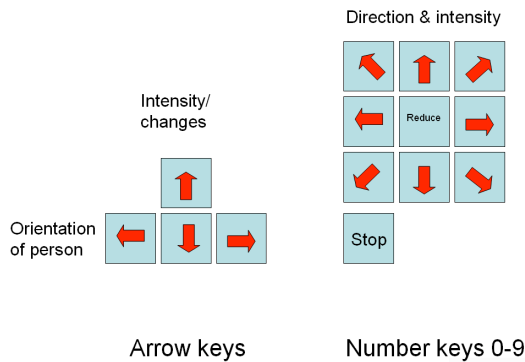 Direction & intensity
Intensity/
changes
Reduce
Orientation
of person
Stop
Arrow keys
Number keys 0-9